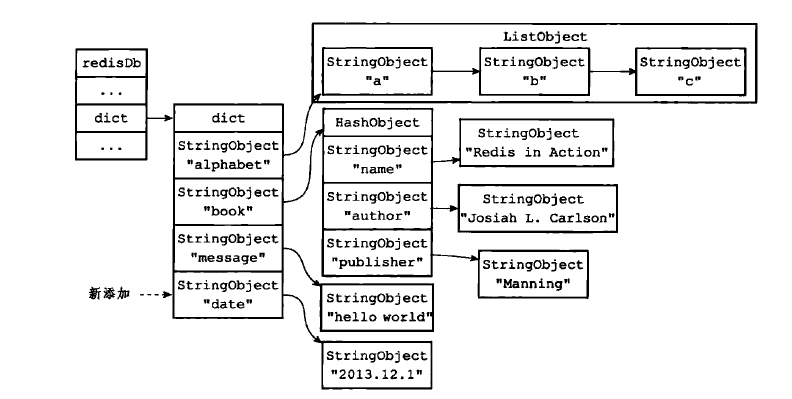 redisDb
...
dict
...
dict
StringObject
"alphabet"
StringObject
"book"
StringObject
"message"
新添加
StringObject
"date"
ListObject
StringObject
"a"
StringObject
"b"
StringObject
"c"
HashObject
StringObject
"name"
StringObject
"author"
StringObject
"publisher"
StringObject
"Redis in Action"
StringObject
"Josiah L. Carlson"
StringObject
"Manning"
StringObject
"hello world"
StringObject
"2013.12.1"